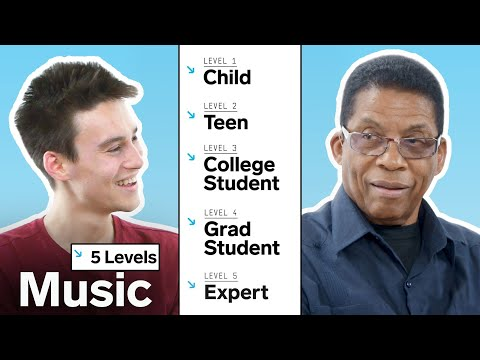 LEVEL 1
Child
LEVEL 2
Teen
LEVEL 3
College
Student
LEVEL 4
Grad
Student
LEVEL 5
Expert
5 Levels
Music